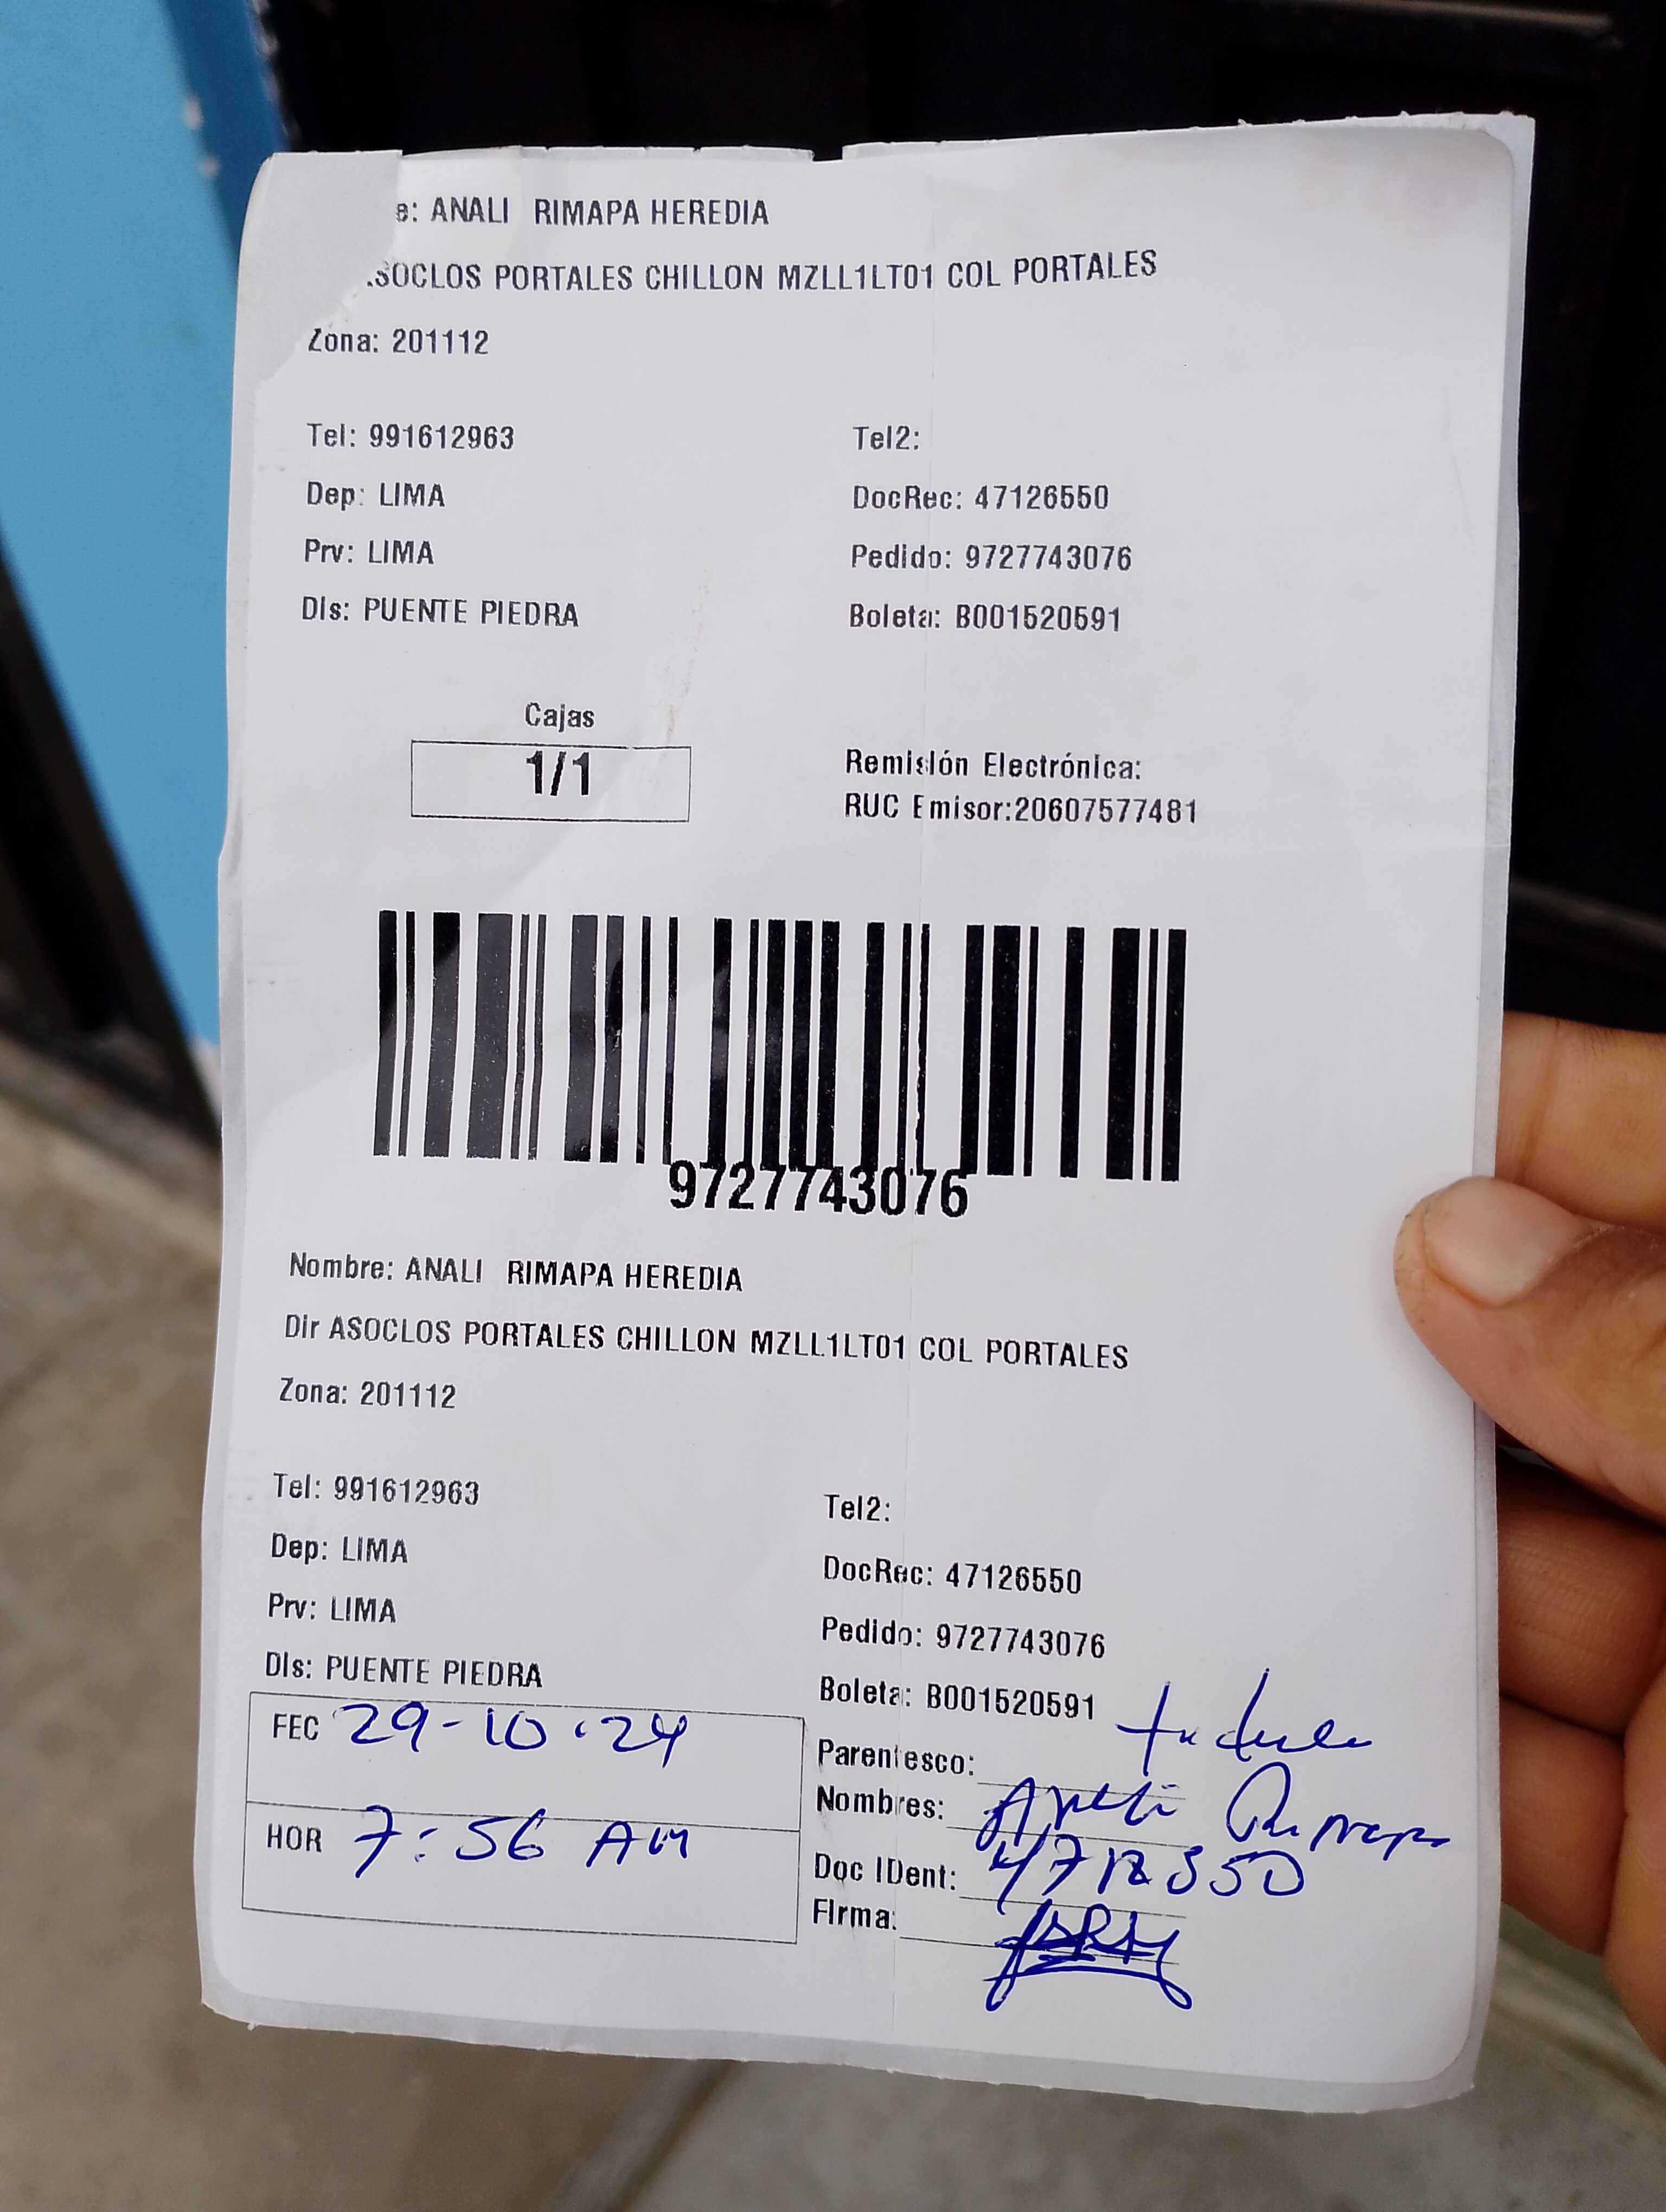 e: ANALI RIMAPA HEREDIA
ASOCLOS PORTALES CHILLON MZLL1LT01 COL PORTALES
Zona: 201112
Tel: 991612963 Tel2:
Dep: LIMA DocRec: 47126550
Prv: LIMA Pedido: 9727743076
Dis: PUENTE PIEDRA Boleta: B001520591
Cajas
1/1
Remisión Electrónica:
RUC Emisor:20607577481
9727743076
Nombre: ANALI RIMAPA HEREDIA
Dir ASOCLOS PORTALES CHILLON MZLL1LT01 COL PORTALES
Zona: 201112
Tel: 991612963 Tel2:
Dep: LIMA DocRec: 47126550
Prv: LIMA Pedido: 9727743076
Dis: PUENTE PIEDRA Boleta: B001520591
FEC 29-10-24
HOR 7:56 AM
Parentesco:
Nombres:
Doc IDent:
Firma: